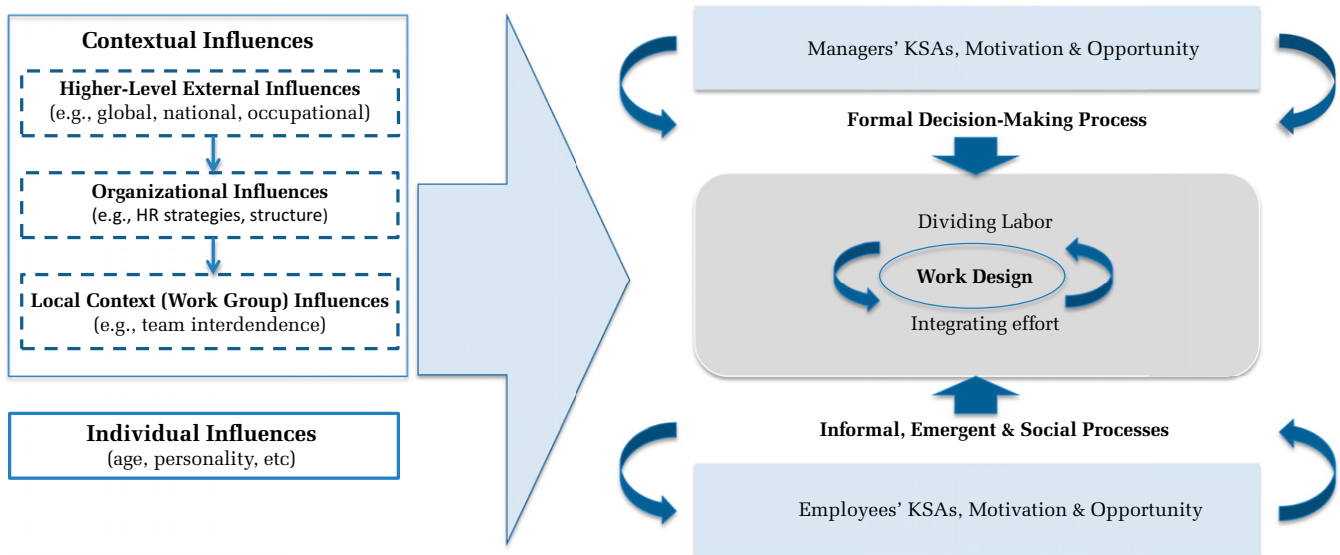 Contextual Influences
Higher-Level External Influences
(e.g., global, national, occupational)
Organizational Influences
(e.g., HR strategies, structure)
Local Context (Work Group) Influences
(e.g., team interdendence)
Individual Influences
(age, personality, etc)
Managers’ KSAs, Motivation & Opportunity
Formal Decision-Making Process
Dividing Labor
Work Design
Integrating effort
Informal, Emergent & Social Processes
Employees’ KSAs, Motivation & Opportunity